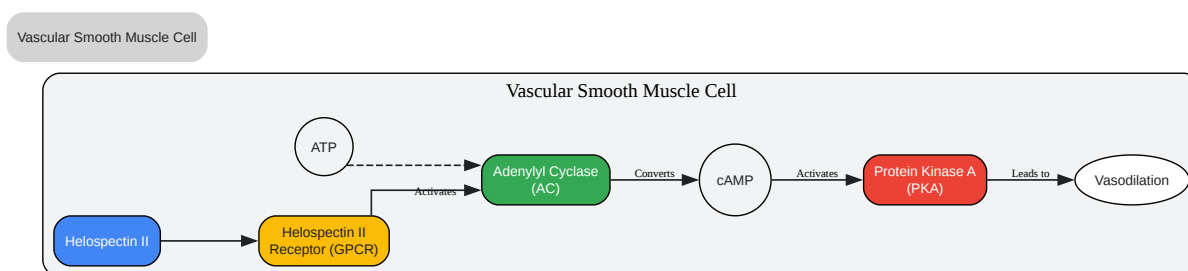 Vascular Smooth Muscle Cell
Vascular Smooth Muscle Cell
ATP
Adenylyl Cyclase
(AC)
Converts
cAMP
Activates
Protein Kinase A
(PKA)
Leads to
Vasodilation
Activates
Helospectin II
Helospectin II
Receptor (GPCR)